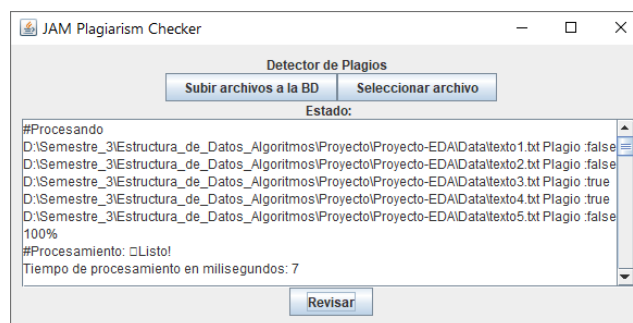 JAM Plagiarism Checker
Detector de Plagios
Subir archivos a la BD Seleccionar archivo
Estado:
#Procesando
D:\Semestre_3\Estructura_de_Datos_Algoritmos\Proyecto\Proyecto-EDA\Data\texto1.txt Plagio :false
D:\Semestre_3\Estructura_de_Datos_Algoritmos\Proyecto\Proyecto-EDA\Data\texto2.txt Plagio :false
D:\Semestre_3\Estructura_de_Datos_Algoritmos\Proyecto\Proyecto-EDA\Data\texto3.txt Plagio :true
D:\Semestre_3\Estructura_de_Datos_Algoritmos\Proyecto\Proyecto-EDA\Data\texto4.txt Plagio :true
D:\Semestre_3\Estructura_de_Datos_Algoritmos\Proyecto\Proyecto-EDA\Data\texto5.txt Plagio :false
100%
#Procesamiento: □Listo!
Tiempo de procesamiento en milisegundos: 7
Revisar